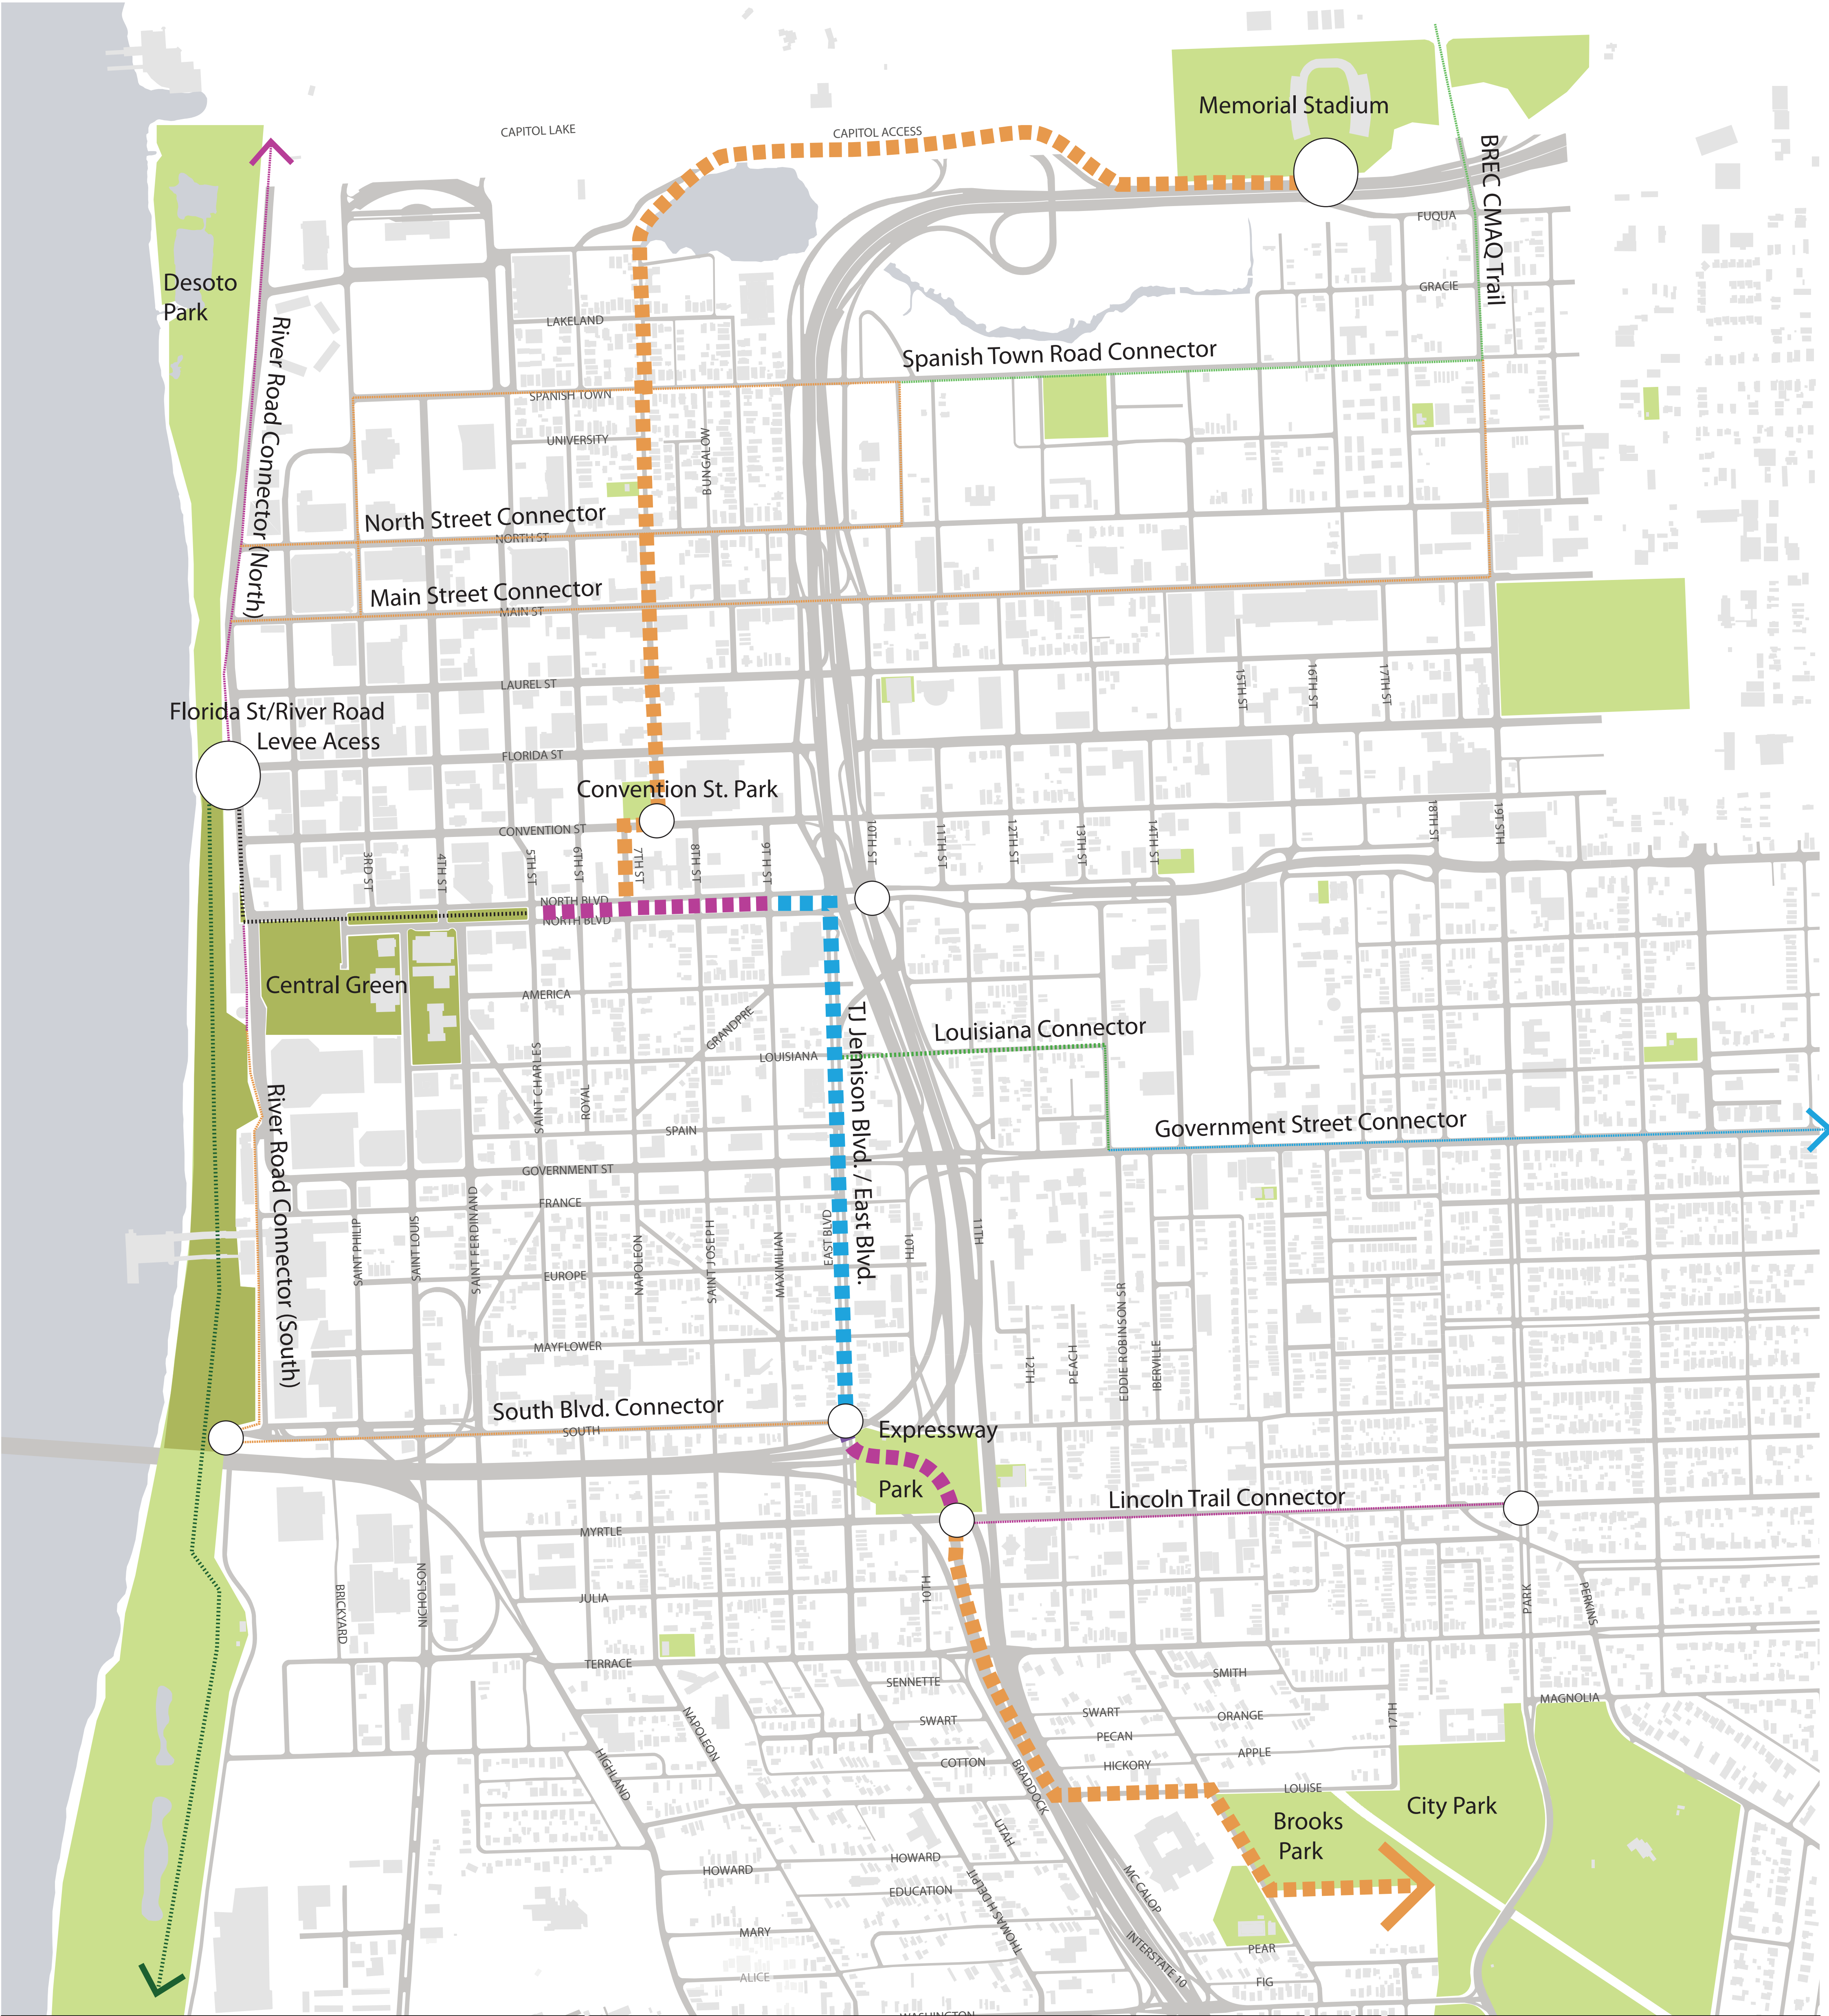 CAPITOL LAKE
CAPITOL ACCESS
Memorial Stadium
BREC CMAQ Trail
FUQUA
GRACIE
Desoto
Park
River Road Connector (North)
LAKELAND
Spanish Town Road Connector
SPANISH TOWN
UNIVERSITY
BUNGALOW
North Street Connector
NORTH ST
Main Street Connector
MAIN ST
LAUREL ST
15TH ST
16TH ST
17TH ST
Florida St/River Road
Levee Acess
FLORIDA ST
Convention St. Park
CONVENTION ST
3RD ST
4TH ST
5TH ST
6TH ST
7TH ST
8TH ST
9T H ST
10TH ST
11TH ST
12TH ST
13TH ST
14TH ST
18TH ST
19T STH
NORTH BLVD
NORTH BLVD
Central Green
AMERICA
GRANDPRE
LOUISIANA
Louisiana Connector
TJ Jemison Blvd. / East Blvd.
SAINT CHARLES
ROYAL
SPAIN
Government Street Connector
GOVERNMENT ST
River Road Connector (South)
FRANCE
SAINT PHILIP
SAINT LOUIS
SAINT FERDINAND
NAPOLEON
SAINT JOSEPH
MAXIMILIAN
EAST BLVD
10TH
11TH
EUROPE
MAYFLOWER
12TH
PEACH
EDDIE ROBINSON SR
IBERVILLE
South Blvd. Connector
SOUTH
Expressway
Park
Lincoln Trail Connector
MYRTLE
BRICKYARD
NICHOLSON
JULIA
10TH
PARK
PERKINS
TERRACE
SENNETTE
SMITH
NAPOLEON
SWART
SWART
ORANGE
17TH
MAGNOLIA
PECAN
HIGHLAND
COTTON
BRADDOCK
HICKORY
APPLE
LOUISE
City Park
Brooks
Park
UTAH
HOWARD
HOWARD
EDUCATION
THOMAS H DELPIT
MC CALOP
MARY
INTERSTATE 10
PEAR
ALICE
FIG
WASHINGTON